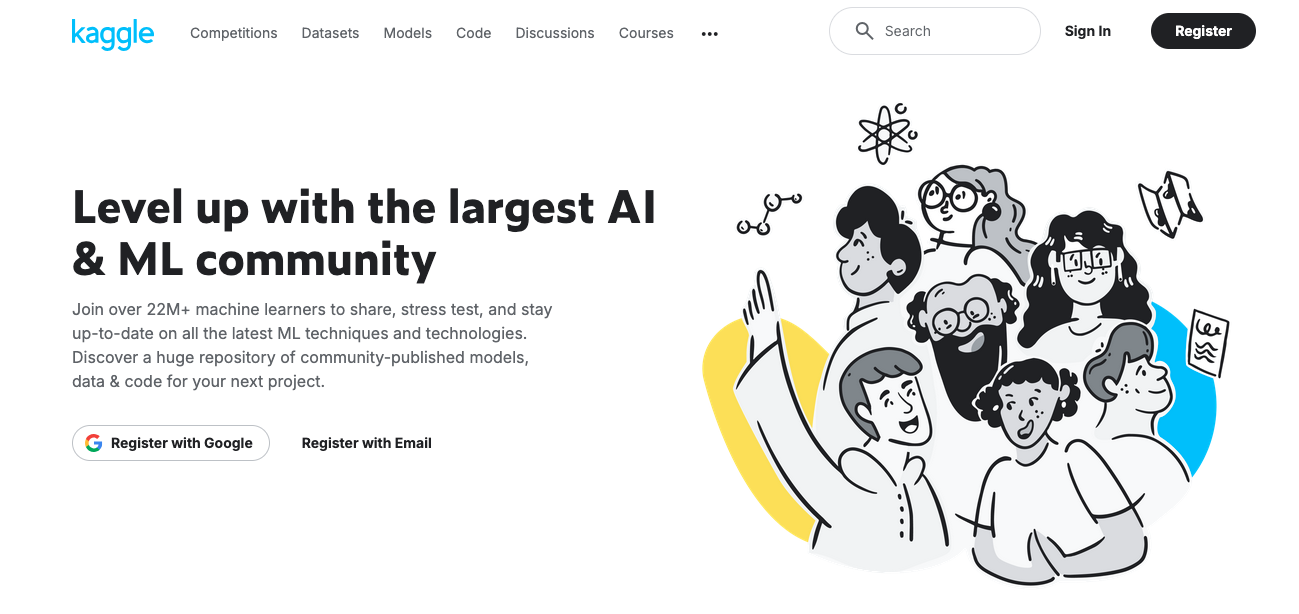 kaggle
Competitions
Datasets
Models
Code
Discussions
Courses
Search
Sign In
Register
Level up with the largest AI
& ML community
Join over 22M+ machine learners to share, stress test, and stay
up-to-date on all the latest ML techniques and technologies.
Discover a huge repository of community-published models,
data & code for your next project.
Register with Google
Register with Email